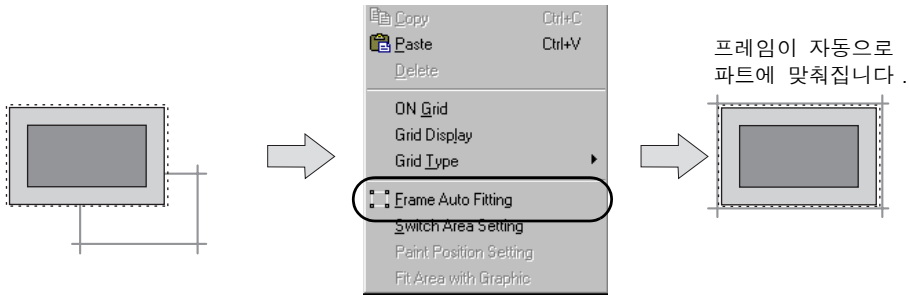 Copy Ctrl+C
Paste Ctrl+V
Delete
ON Grid
Grid Display
Grid Type
Frame Auto Fitting
Switch Area Setting
Paint Position Setting
Fit Area with Graphic
프레임이 자동으로
파트에 맞춰집니다 .